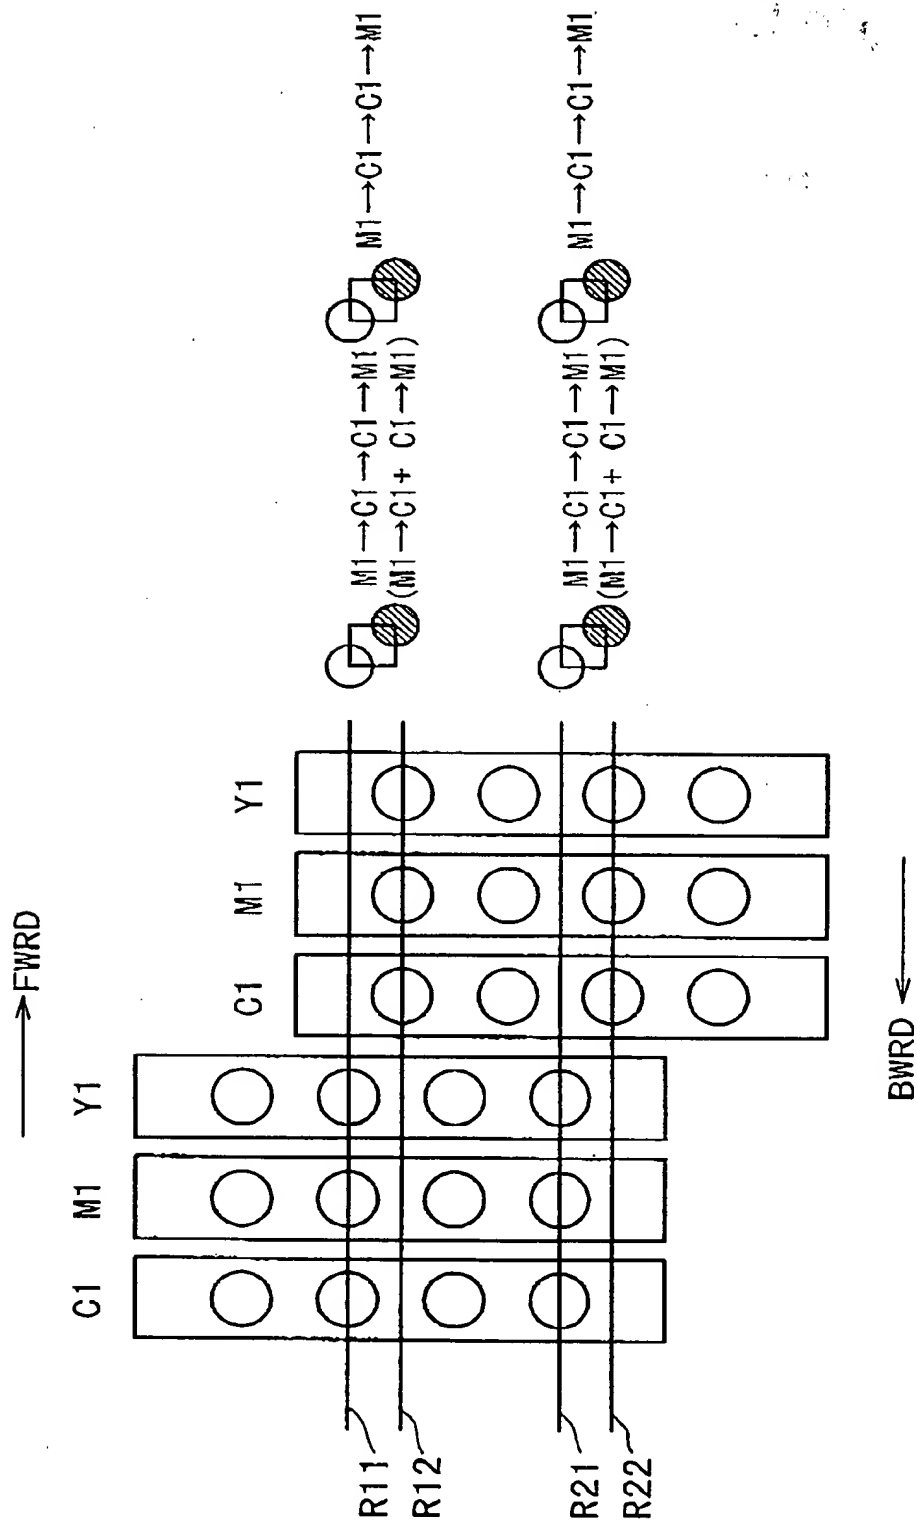 FWRD
C1 M1 Y1
C1 M1 Y1
R11
R12
R21
R22
M1→C1→C1→M1
(M1→C1+ C1→M1)
M1→C1→C1→M1
M1→C1→C1→M1
(M1→C1+ C1→M1)
M1→C1→C1→M1
BWRD